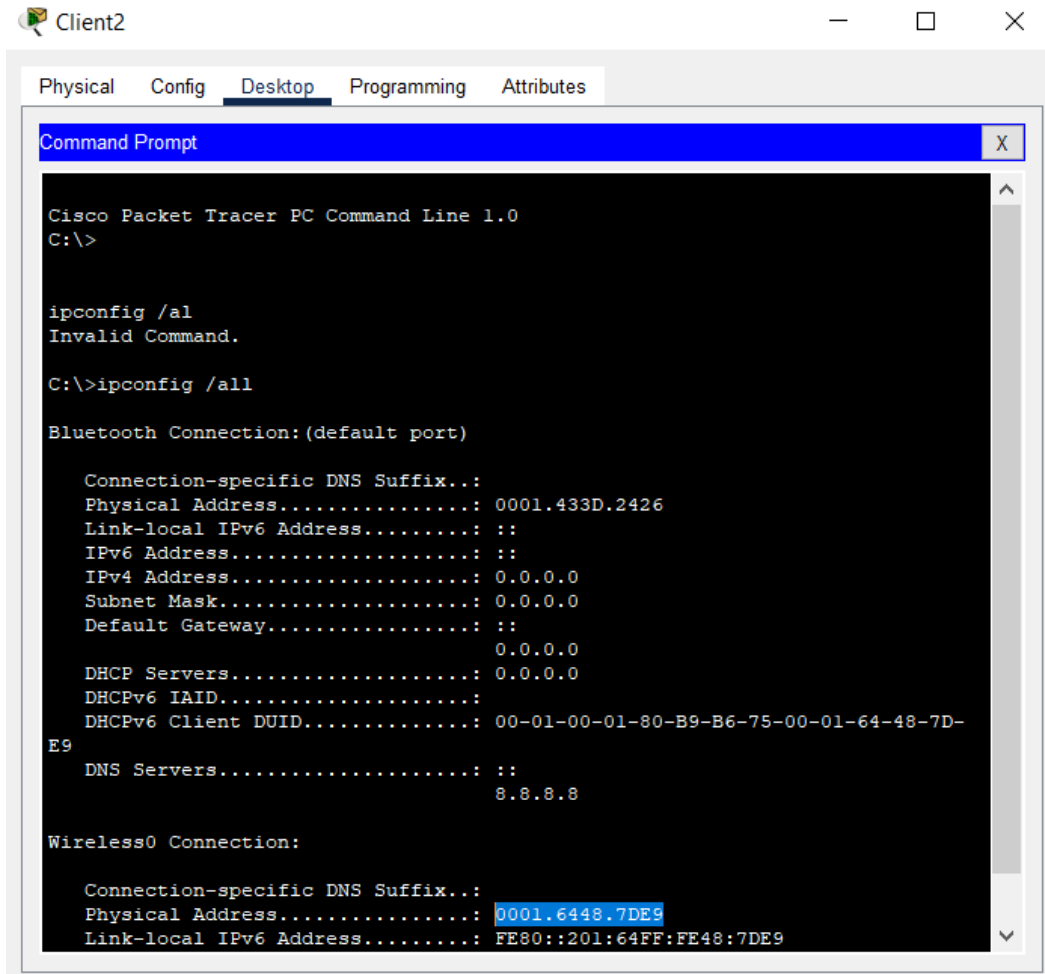 Client2
Physical Config Desktop Programming Attributes
Command Prompt X
Cisco Packet Tracer PC Command Line 1.0
C:\>
ipconfig /al
Invalid Command.
C:\>ipconfig /all
Bluetooth Connection:(default port)
Connection-specific DNS Suffix..:
Physical Address................: 0001.433D.2426
Link-local IPv6 Address.........: ::
IPv6 Address....................: ::
IPv4 Address....................: 0.0.0.0
Subnet Mask.....................: 0.0.0.0
Default Gateway.................: ::
0.0.0.0
DHCP Servers....................: 0.0.0.0
DHCPv6 IAID.....................:
DHCPv6 Client DUID..............: 00-01-00-01-80-B9-B6-75-00-01-64-48-7D-
E9
DNS Servers.....................: ::
8.8.8.8
Wireless0 Connection:
Connection-specific DNS Suffix..:
Physical Address................: 0001.6448.7DE9
Link-local IPv6 Address.........: FE80::201:64FF:FE48:7DE9